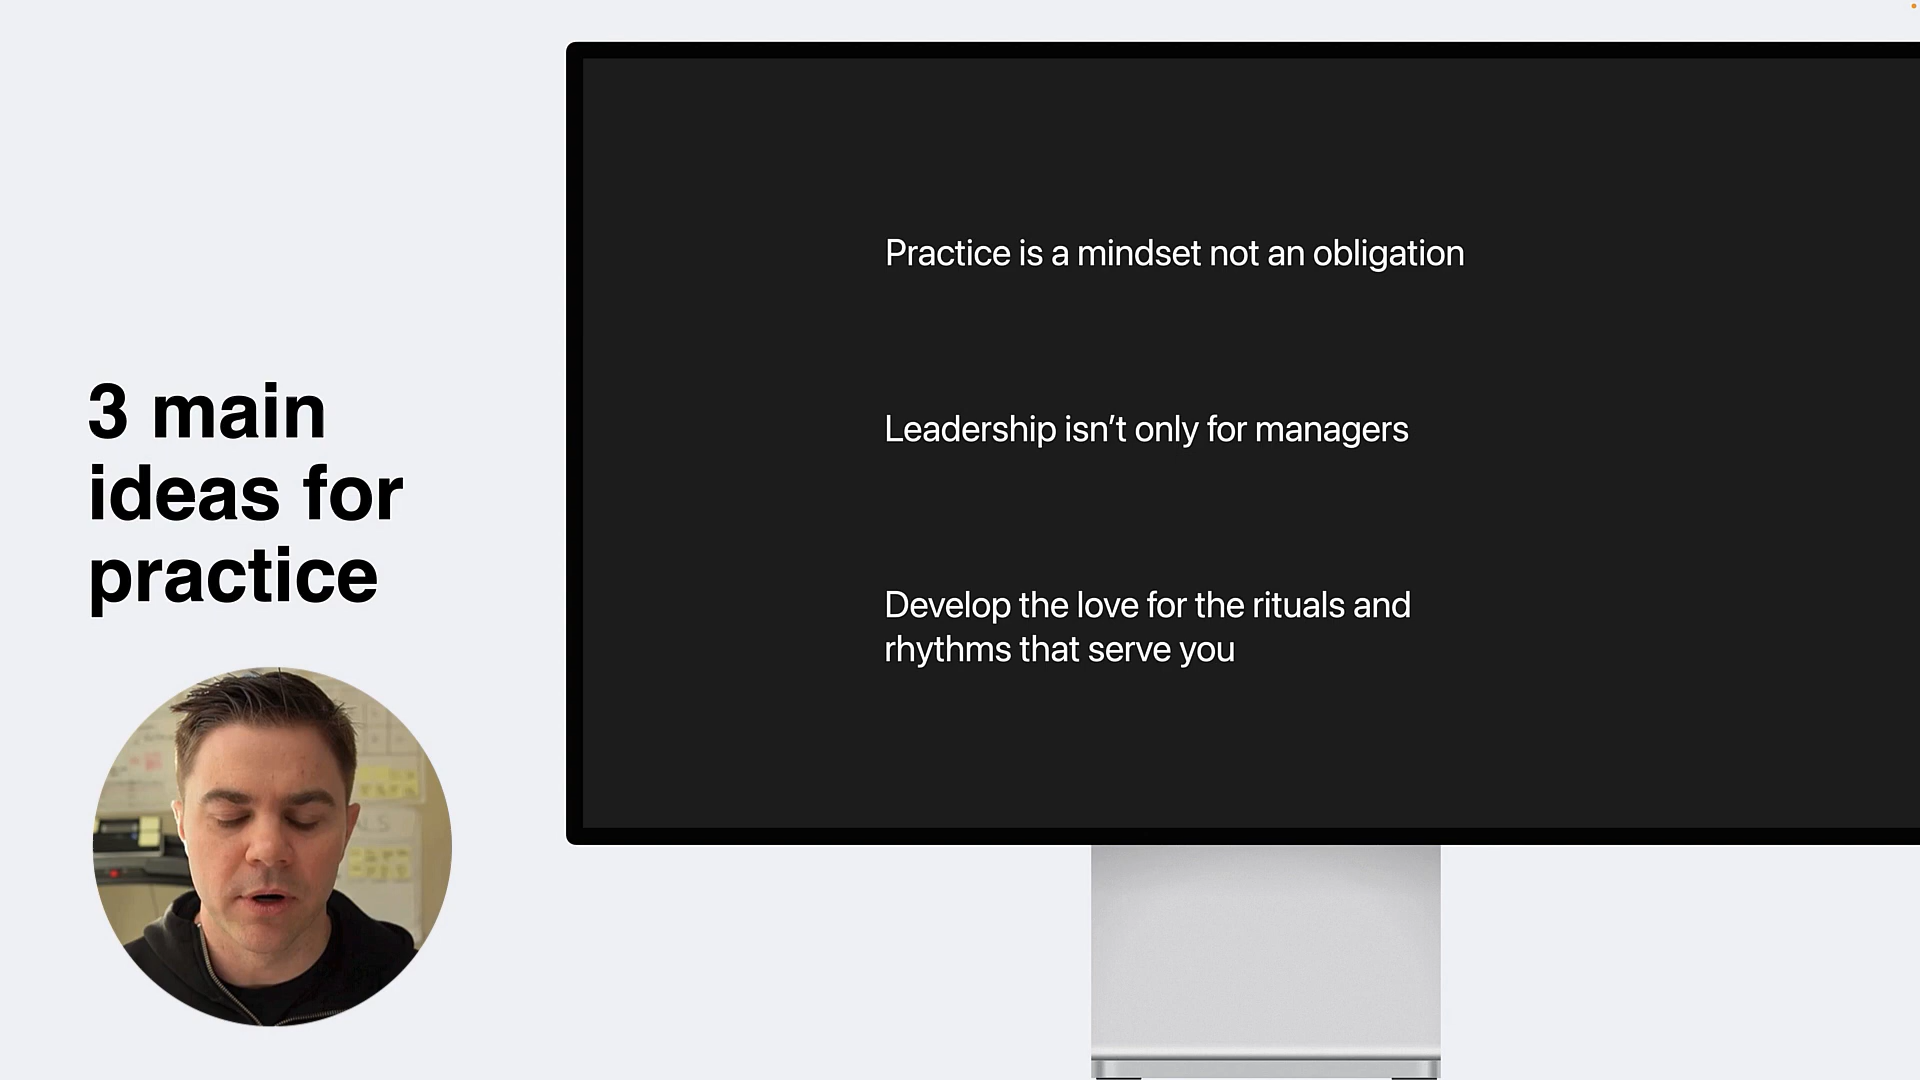 3 main
ideas for
practice
Practice is a mindset not an obligation
Leadership isn’t only for managers
Develop the love for the rituals and
rhythms that serve you